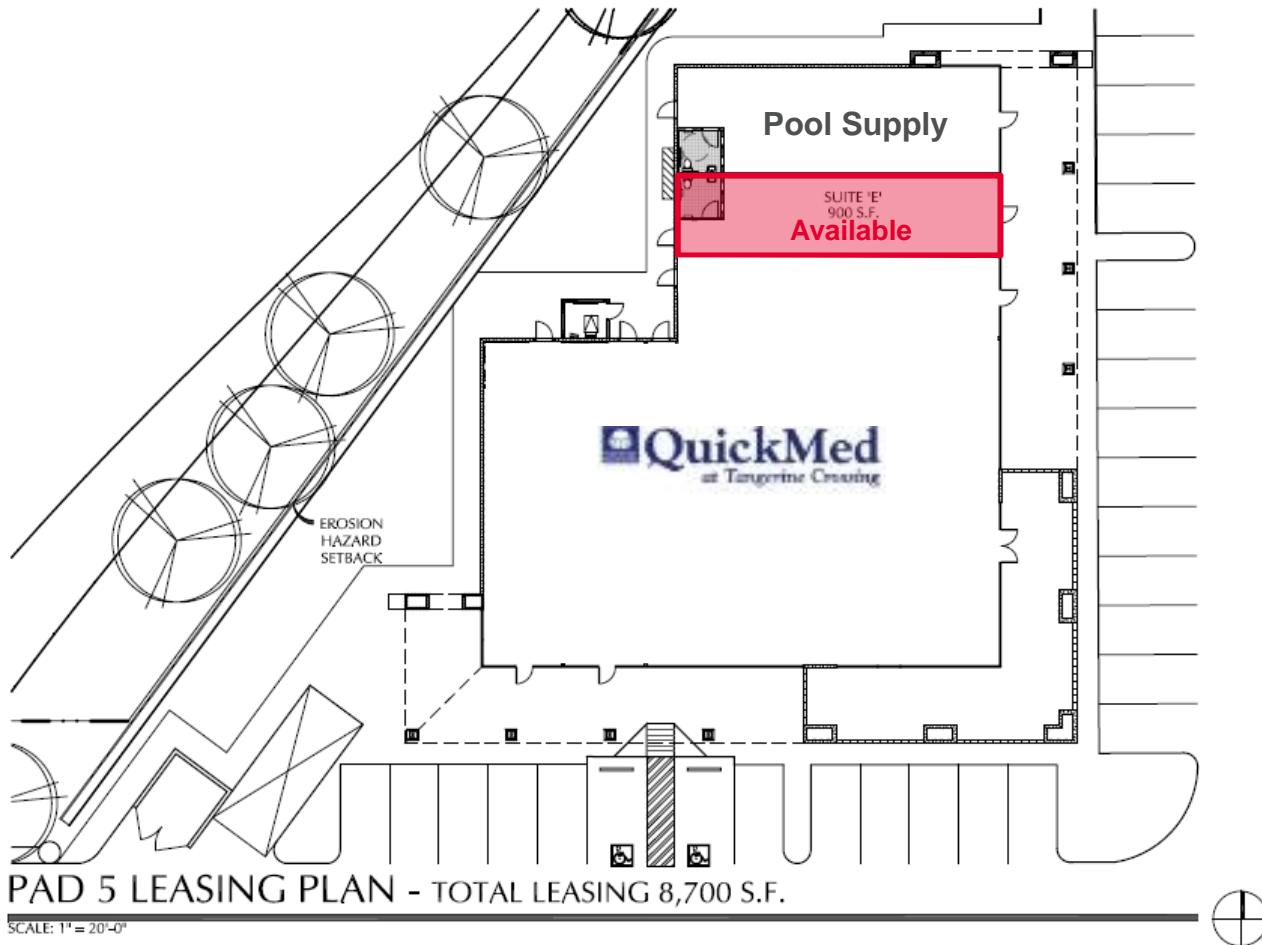 Pool Supply
SUITE 'E'
900 S.F.
Available
QuickMed
at Tangerine Crossing
EROSION
HAZARD
SETBACK
PAD 5 LEASING PLAN - TOTAL LEASING 8,700 S.F.
SCALE: 1" = 20'-0"